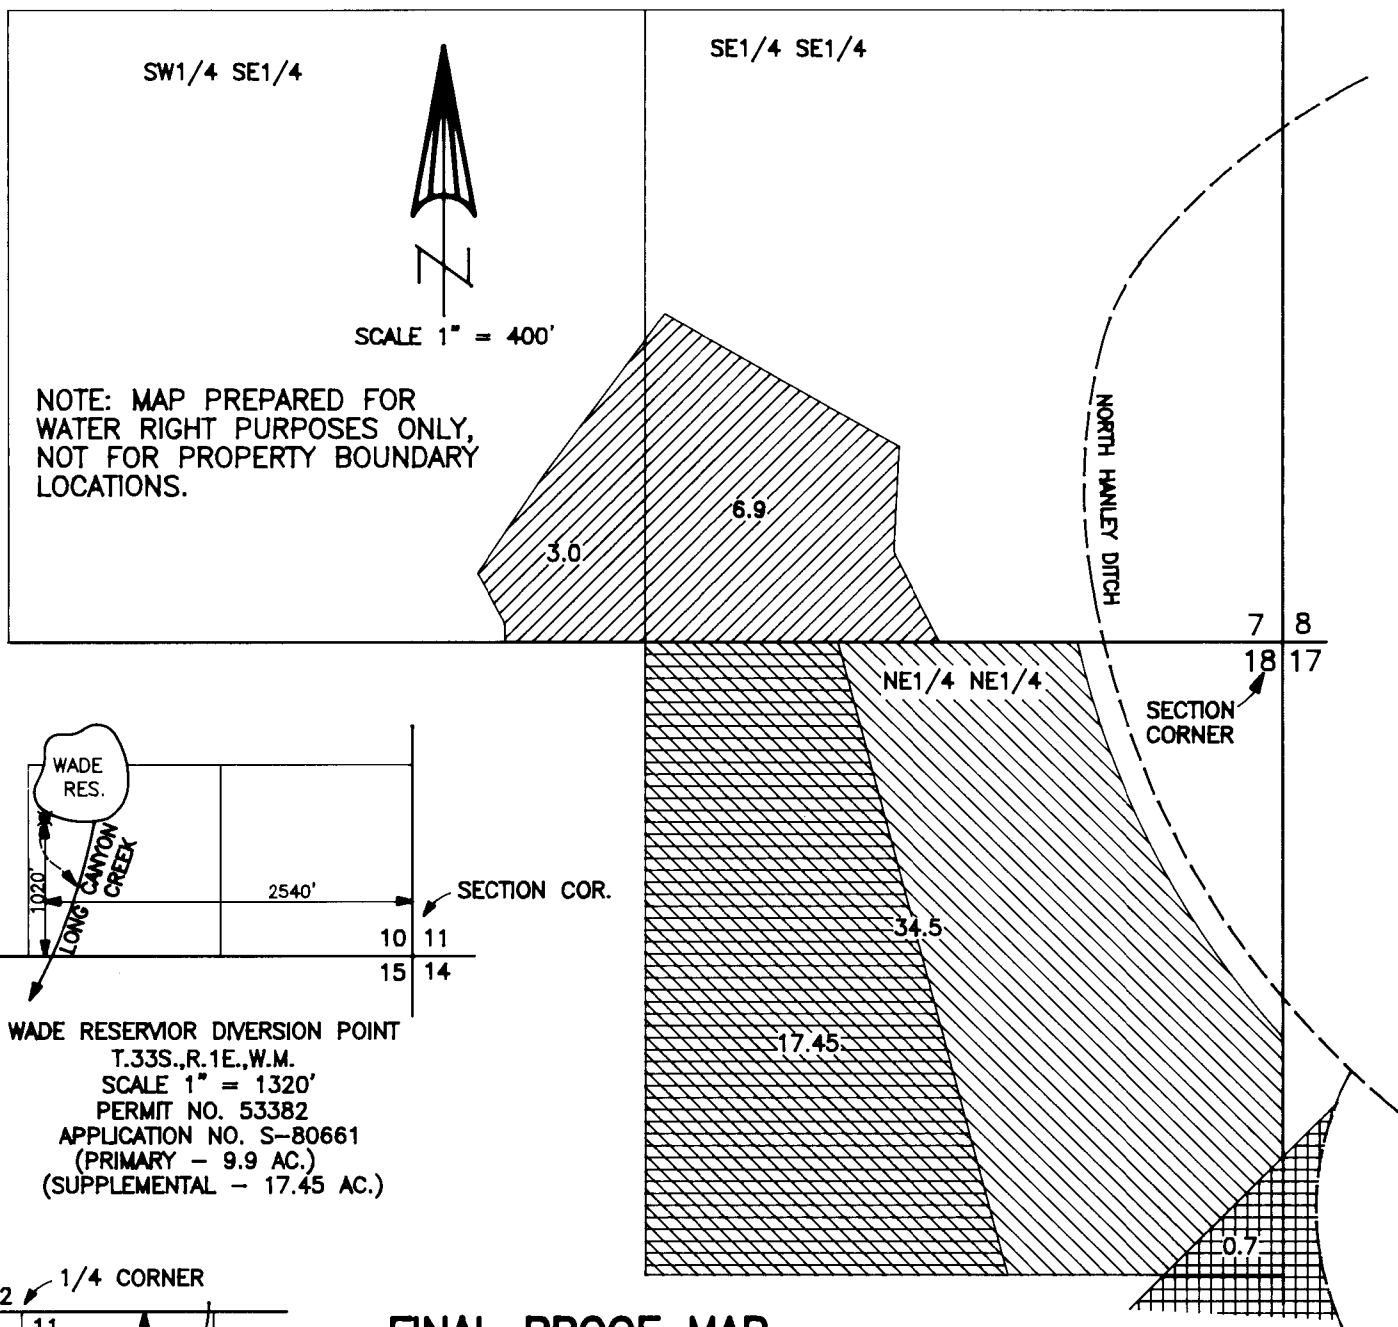 SW1/4 SE1/4
SE1/4 SE1/4
N
SCALE 1" = 400'
NOTE: MAP PREPARED FOR
WATER RIGHT PURPOSES ONLY,
NOT FOR PROPERTY BOUNDARY
LOCATIONS.
6.9
3.0
NORTH HANLEY DITCH
7 8
18 17
NE1/4 NE1/4
SECTION
CORNER
34.5
17.45
0.7
WADE
RES.
LONG CANYON
CREEK
1020'
2540'
SECTION COR.
10 11
15 14
WADE RESERVIOR DIVERSION POINT
T.33S.,R.1E.,W.M.
SCALE 1" = 1320'
PERMIT NO. 53382
APPLICATION NO. S-80661
(PRIMARY - 9.9 AC.)
(SUPPLEMENTAL - 17.45 AC.)
1/4 CORNER
2
11
FINAL PROOF MAP